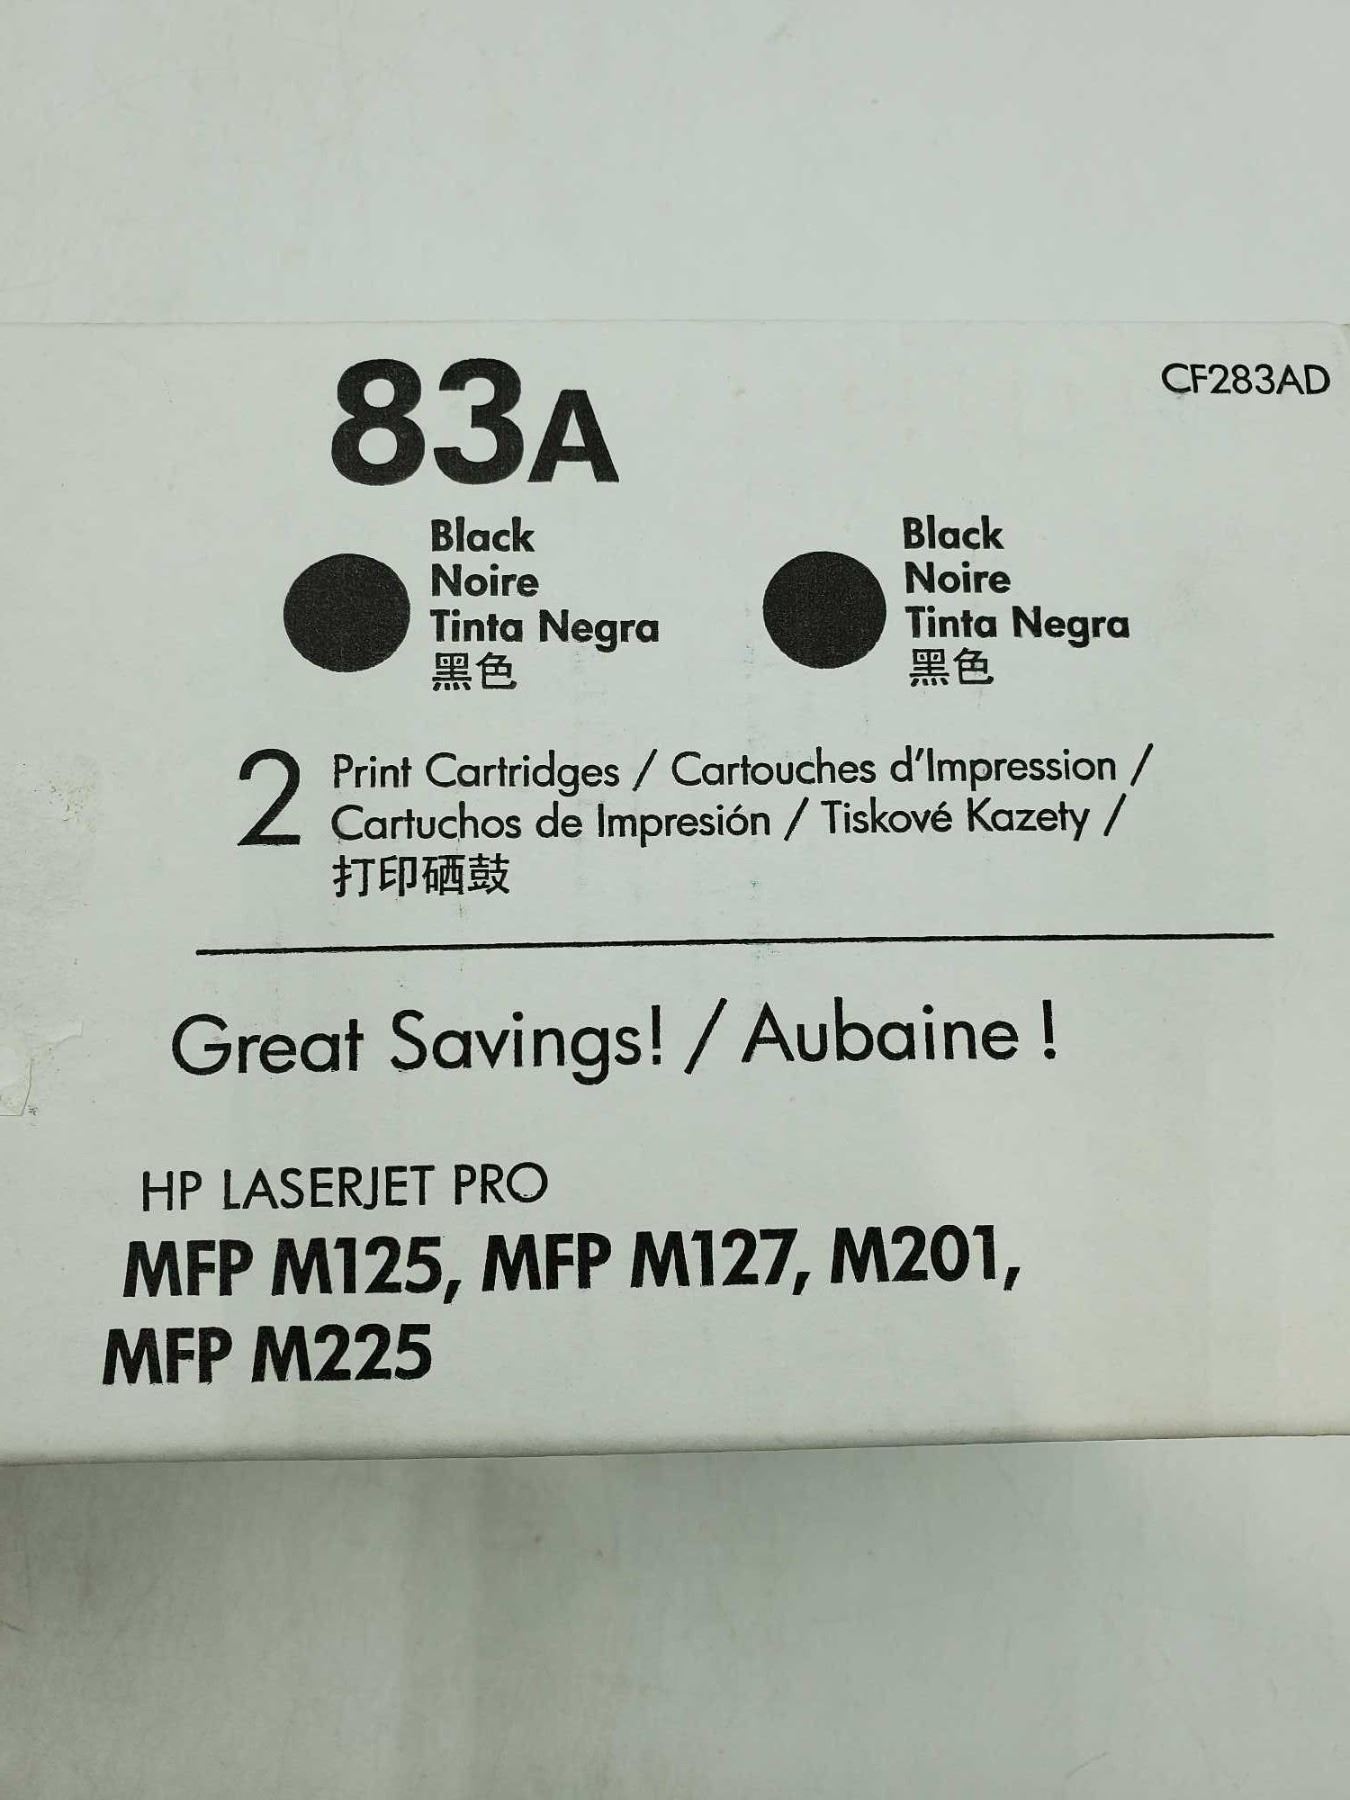 83A
CF283AD
Black
Noire
Tinta Negra
黑色
Black
Noire
Tinta Negra
黑色
2
Print Cartridges / Cartouches d'Impression /
Cartuchos de Impresión / Tiskové Kazety /
打印硒鼓
Great Savings! / Aubaine !
HP LASERJET PRO
MFP M125, MFP M127, M201,
MFP M225